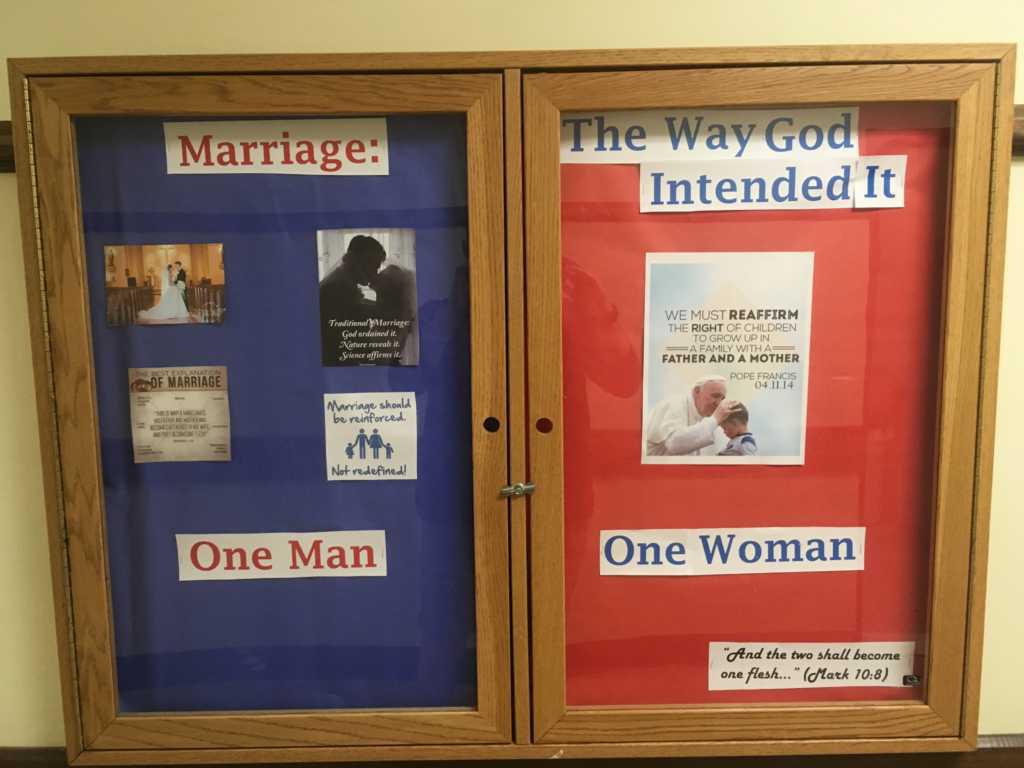 Marriage:
The Way God
Intended It
Traditional Marriage:
God ordained it.
Nature reveals it.
Science affirms it.
WE MUST REAFFIRM
THE RIGHT OF CHILDREN
TO GROW UP IN
A FAMILY WITH A
FATHER AND A MOTHER
POPE FRANCIS
04.11.14
THE BEST EXPLANATION
OF MARRIAGE
Marriage should
be reinforced.
Not redefined!
One Man
One Woman
"And the two shall become
one flesh..." (Mark 10:8)